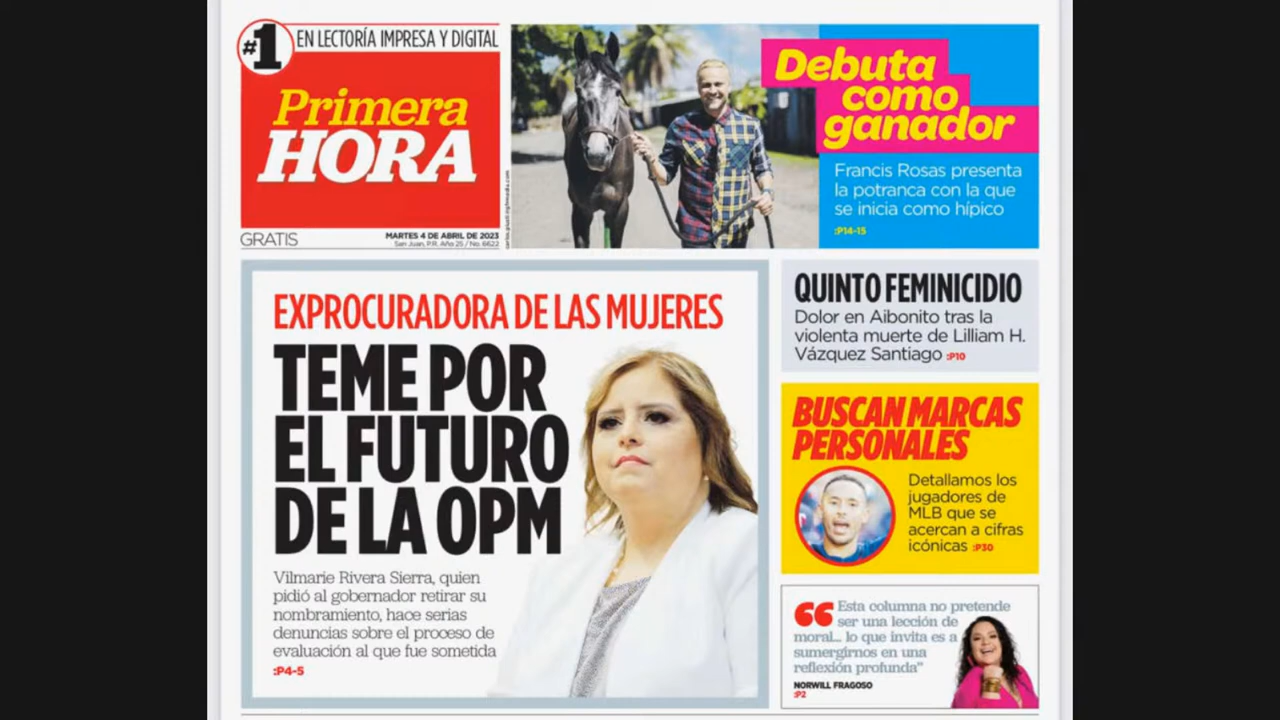 #1 EN LECTORÍA IMPRESA Y DIGITAL
Primera
HORA
GRATIS
MARTES 4 DE ABRIL DE 2023
San Juan, P.R. Año 25 / No. 6622
Debuta
como
ganador
Francis Rosas presenta
la potranca con la que
se inicia como hípico
:P14-15
EXPROCURADORA DE LAS MUJERES
TEME POR
EL FUTURO
DE LA OPM
Vilmarie Rivera Sierra, quien
pidió al gobernador retirar su
nombramiento, hace serias
denuncias sobre el proceso de
evaluación al que fue sometida
:P4-5
QUINTO FEMINICIDIO
Dolor en Aibonito tras la
violenta muerte de Lilliam H.
Vázquez Santiago :P10
BUSCAN MARCAS
PERSONALES
Detallamos los
jugadores de
MLB que se
acercan a cifras
icónicas :P30
“Esta columna no pretende
ser una lección de
moral... lo que invita es a
sumergirnos en una
reflexión profunda”
NORWILL FRAGOSO
:P2